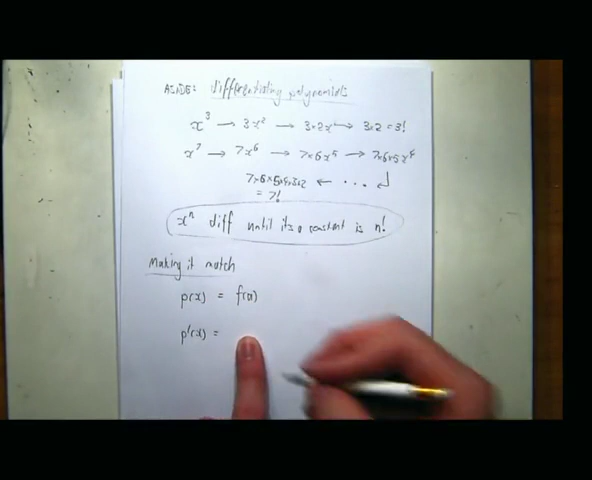 ASIDE: differentiating polynomials
x³ → 3x² → 3×2x → 3×2 = 3!
x⁷ → 7x⁶ → 7×6x⁵ → 7×6×5x⁴
7×6×5×4×3×2 ← ... ↲
= 7!
xⁿ diff until its a constant is n!
Making it match
p(x) = f(a)
p'(x) =